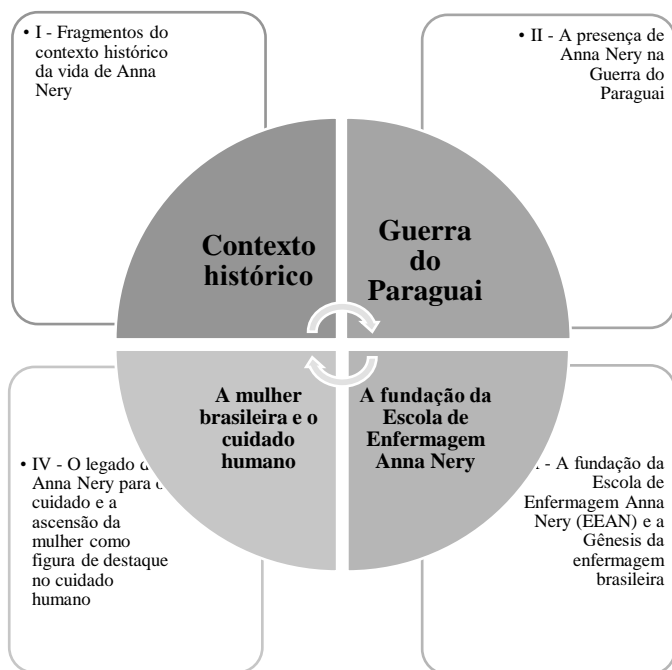 • I - Fragmentos do
contexto histórico
da vida de Anna
Nery
• II - A presença de
Anna Nery na
Guerra do
Paraguai
Contexto
histórico
Guerra
do
Paraguai
A mulher
brasileira e o
cuidado
humano
A fundação da
Escola de
Enfermagem
Anna Nery
• IV - O legado
Anna Nery para
cuidado e a
ascensão da
mulher como
figura de destaque
no cuidado
humano
- A fundação da
Escola de
Enfermagem Anna
Nery (EEAN) e a
Gênesis da
enfermagem
brasileira